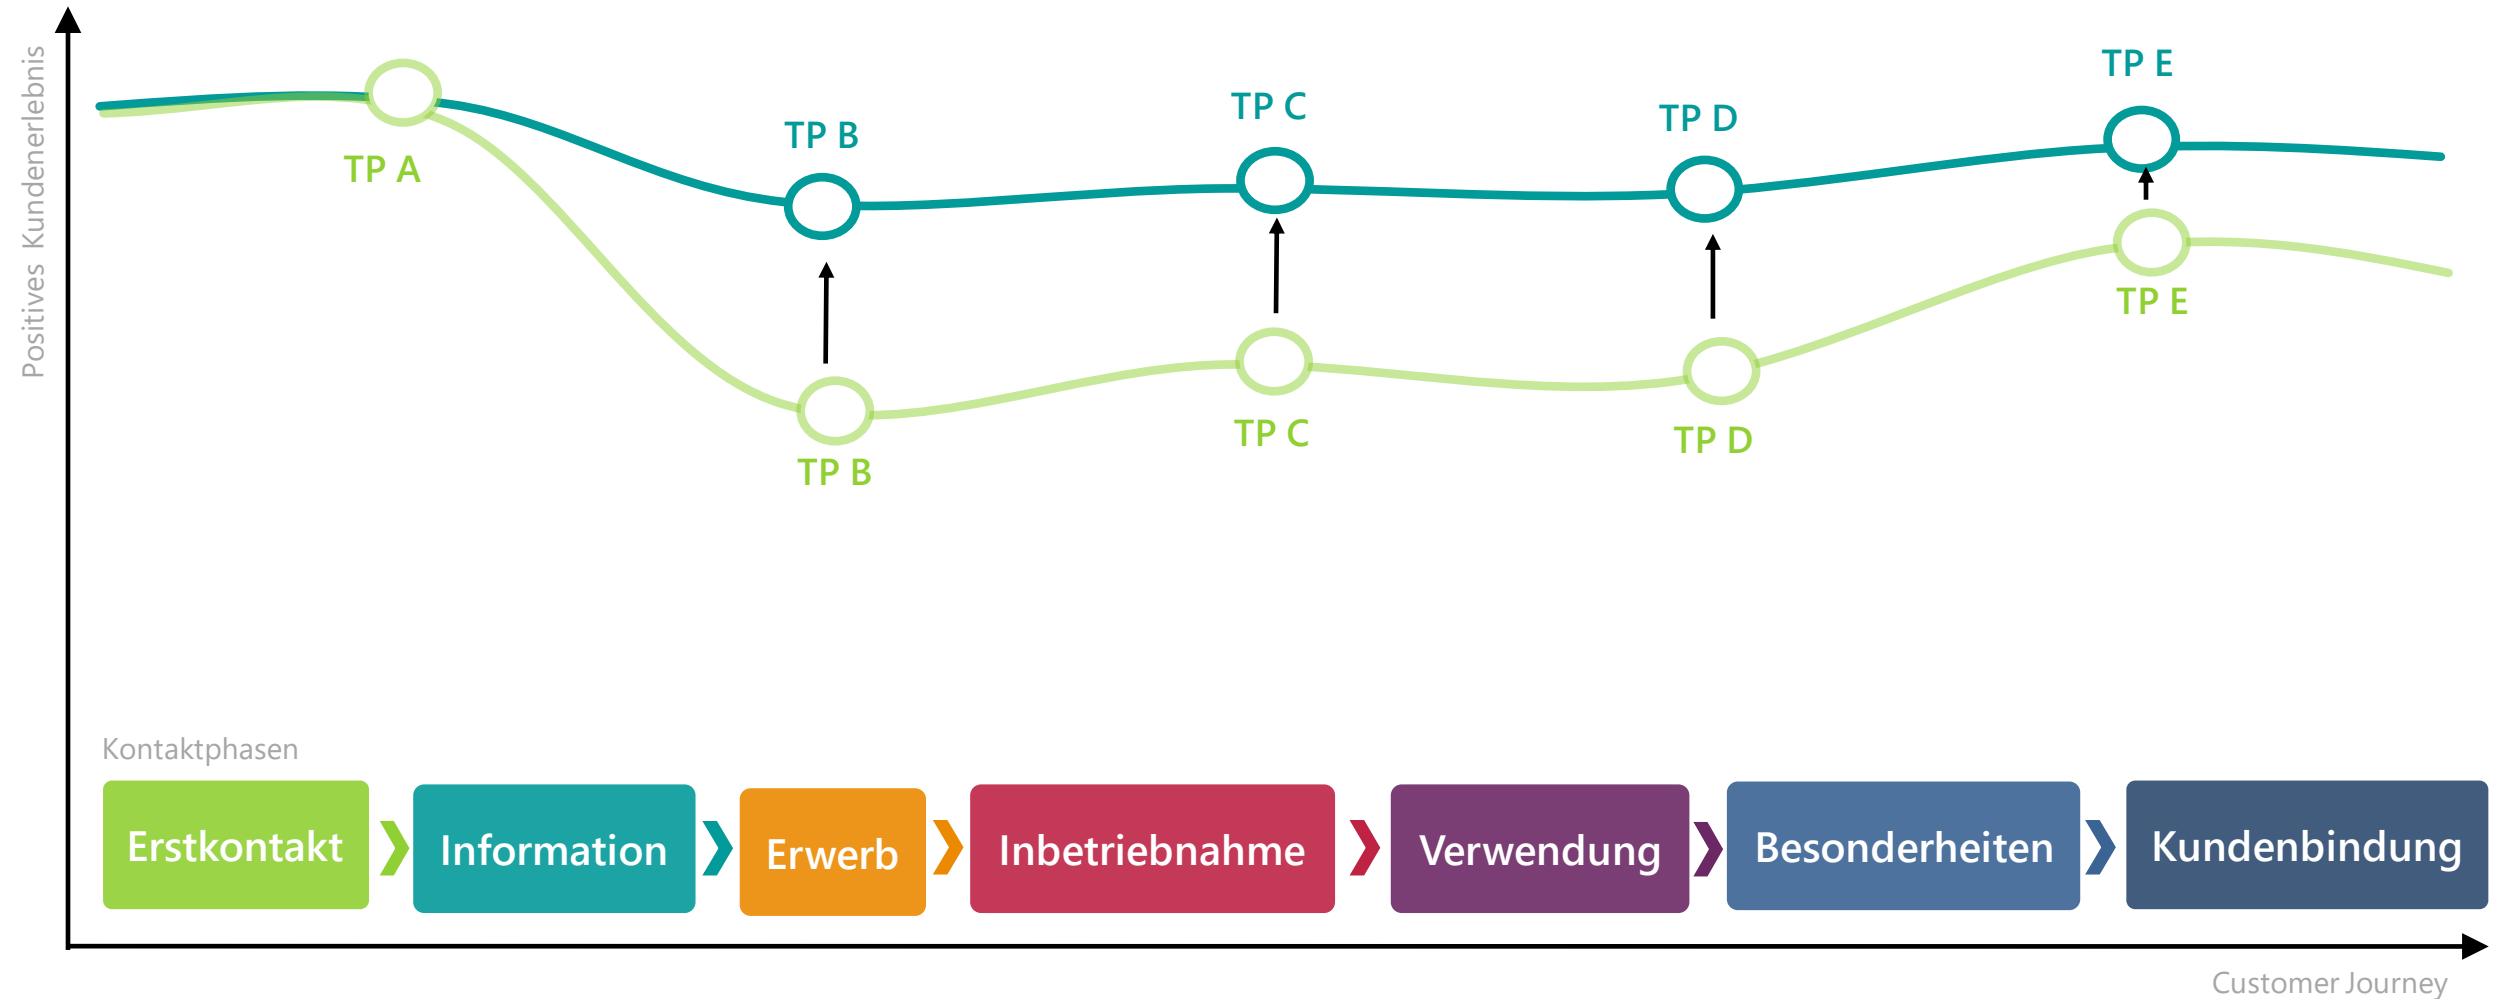 Positives Kundenerlebnis
TP A
TP B
TP C
TP D
TP E
TP B
TP C
TP D
TP E
Kontaktphasen
Erstkontakt
Information
Erwerb
Inbetriebnahme
Verwendung
Besonderheiten
Kundenbindung
Customer Journey